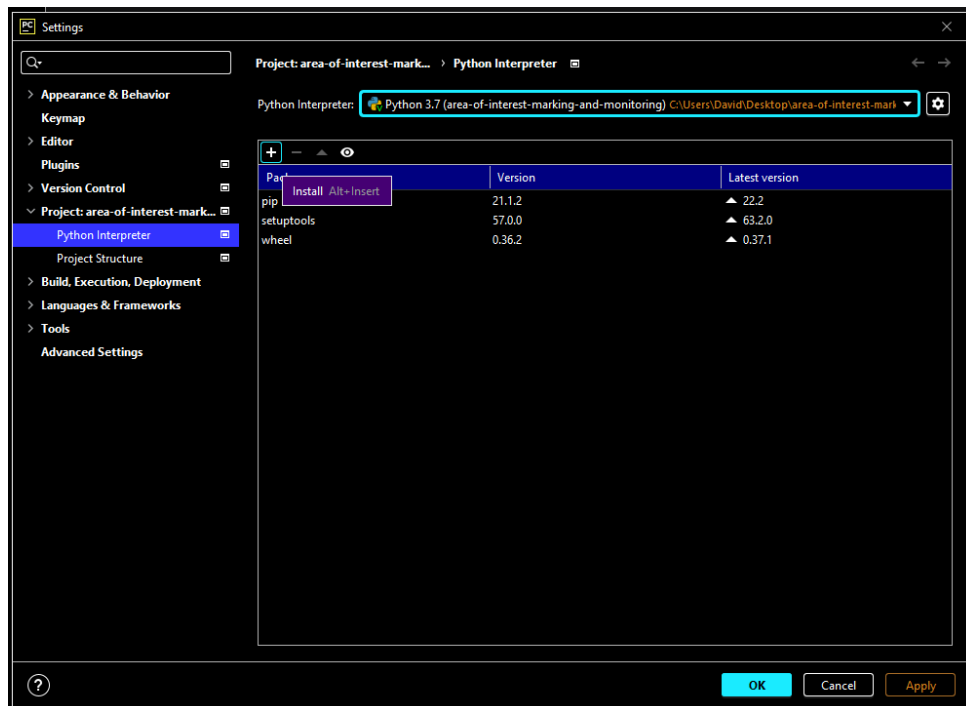 PC Settings
Project: area-of-interest-mark... › Python Interpreter
> Appearance & Behavior
Python Interpreter: Python 3.7 (area-of-interest-marking-and-monitoring) C:\Users\David\Desktop\area-of-interest-mark
Keymap
> Editor
Plugins
Version Control
Project: area-of-interest-mark...
Python Interpreter
Project Structure
> Build, Execution, Deployment
> Languages & Frameworks
> Tools
Advanced Settings
Version Latest version
Install Alt+Insert
pip 21.1.2 22.2
setuptools 57.0.0 63.2.0
wheel 0.36.2 0.37.1
? OK Cancel Apply